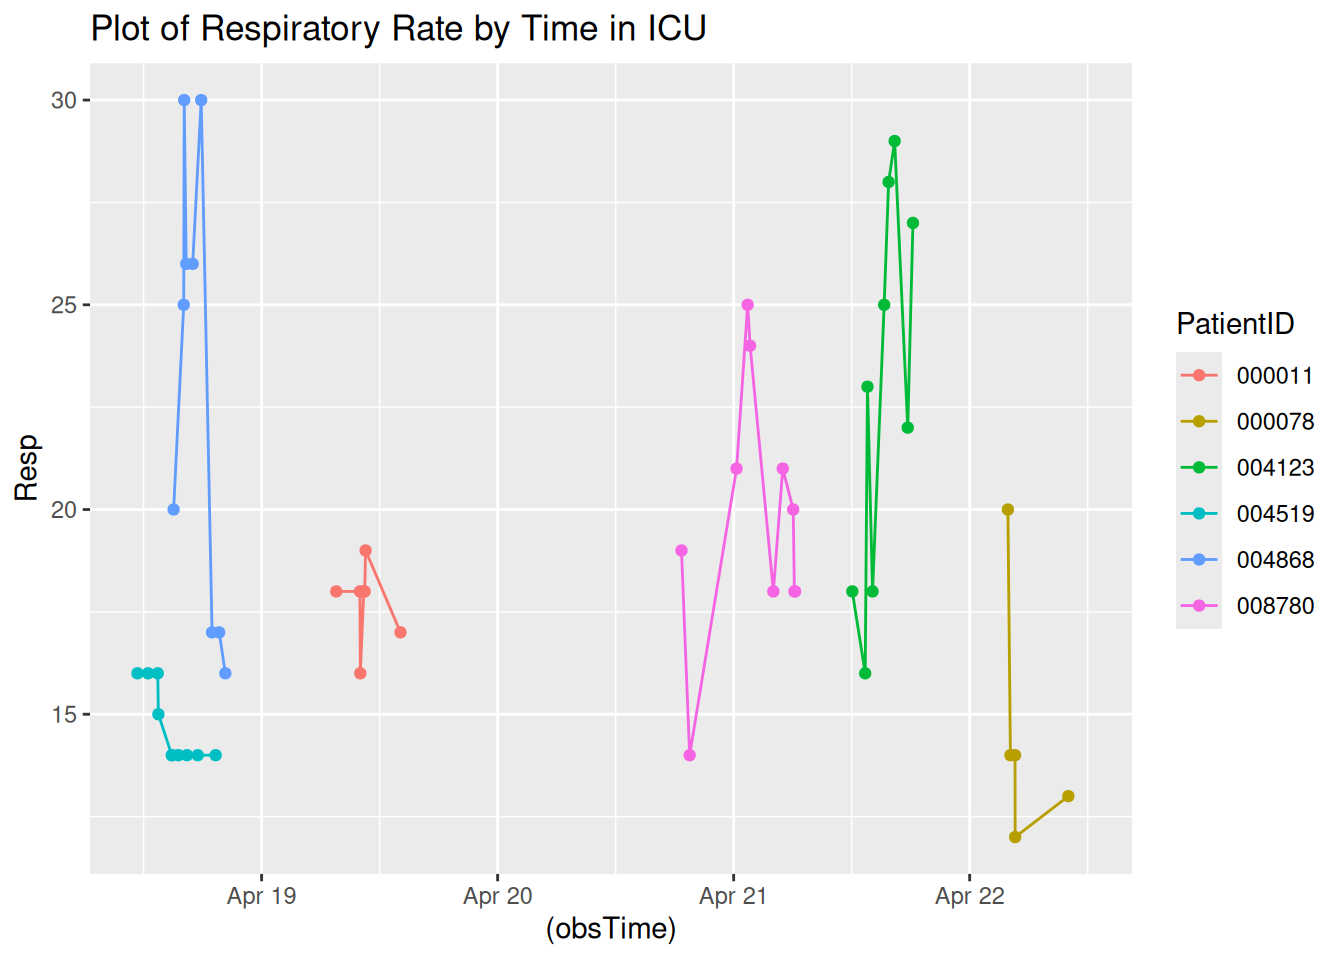 Plot of Respiratory Rate by Time in ICU
30
25
20
15
Resp
Apr 19
Apr 20
Apr 21
Apr 22
(obsTime)
PatientID
000011
000078
004123
004519
004868
008780